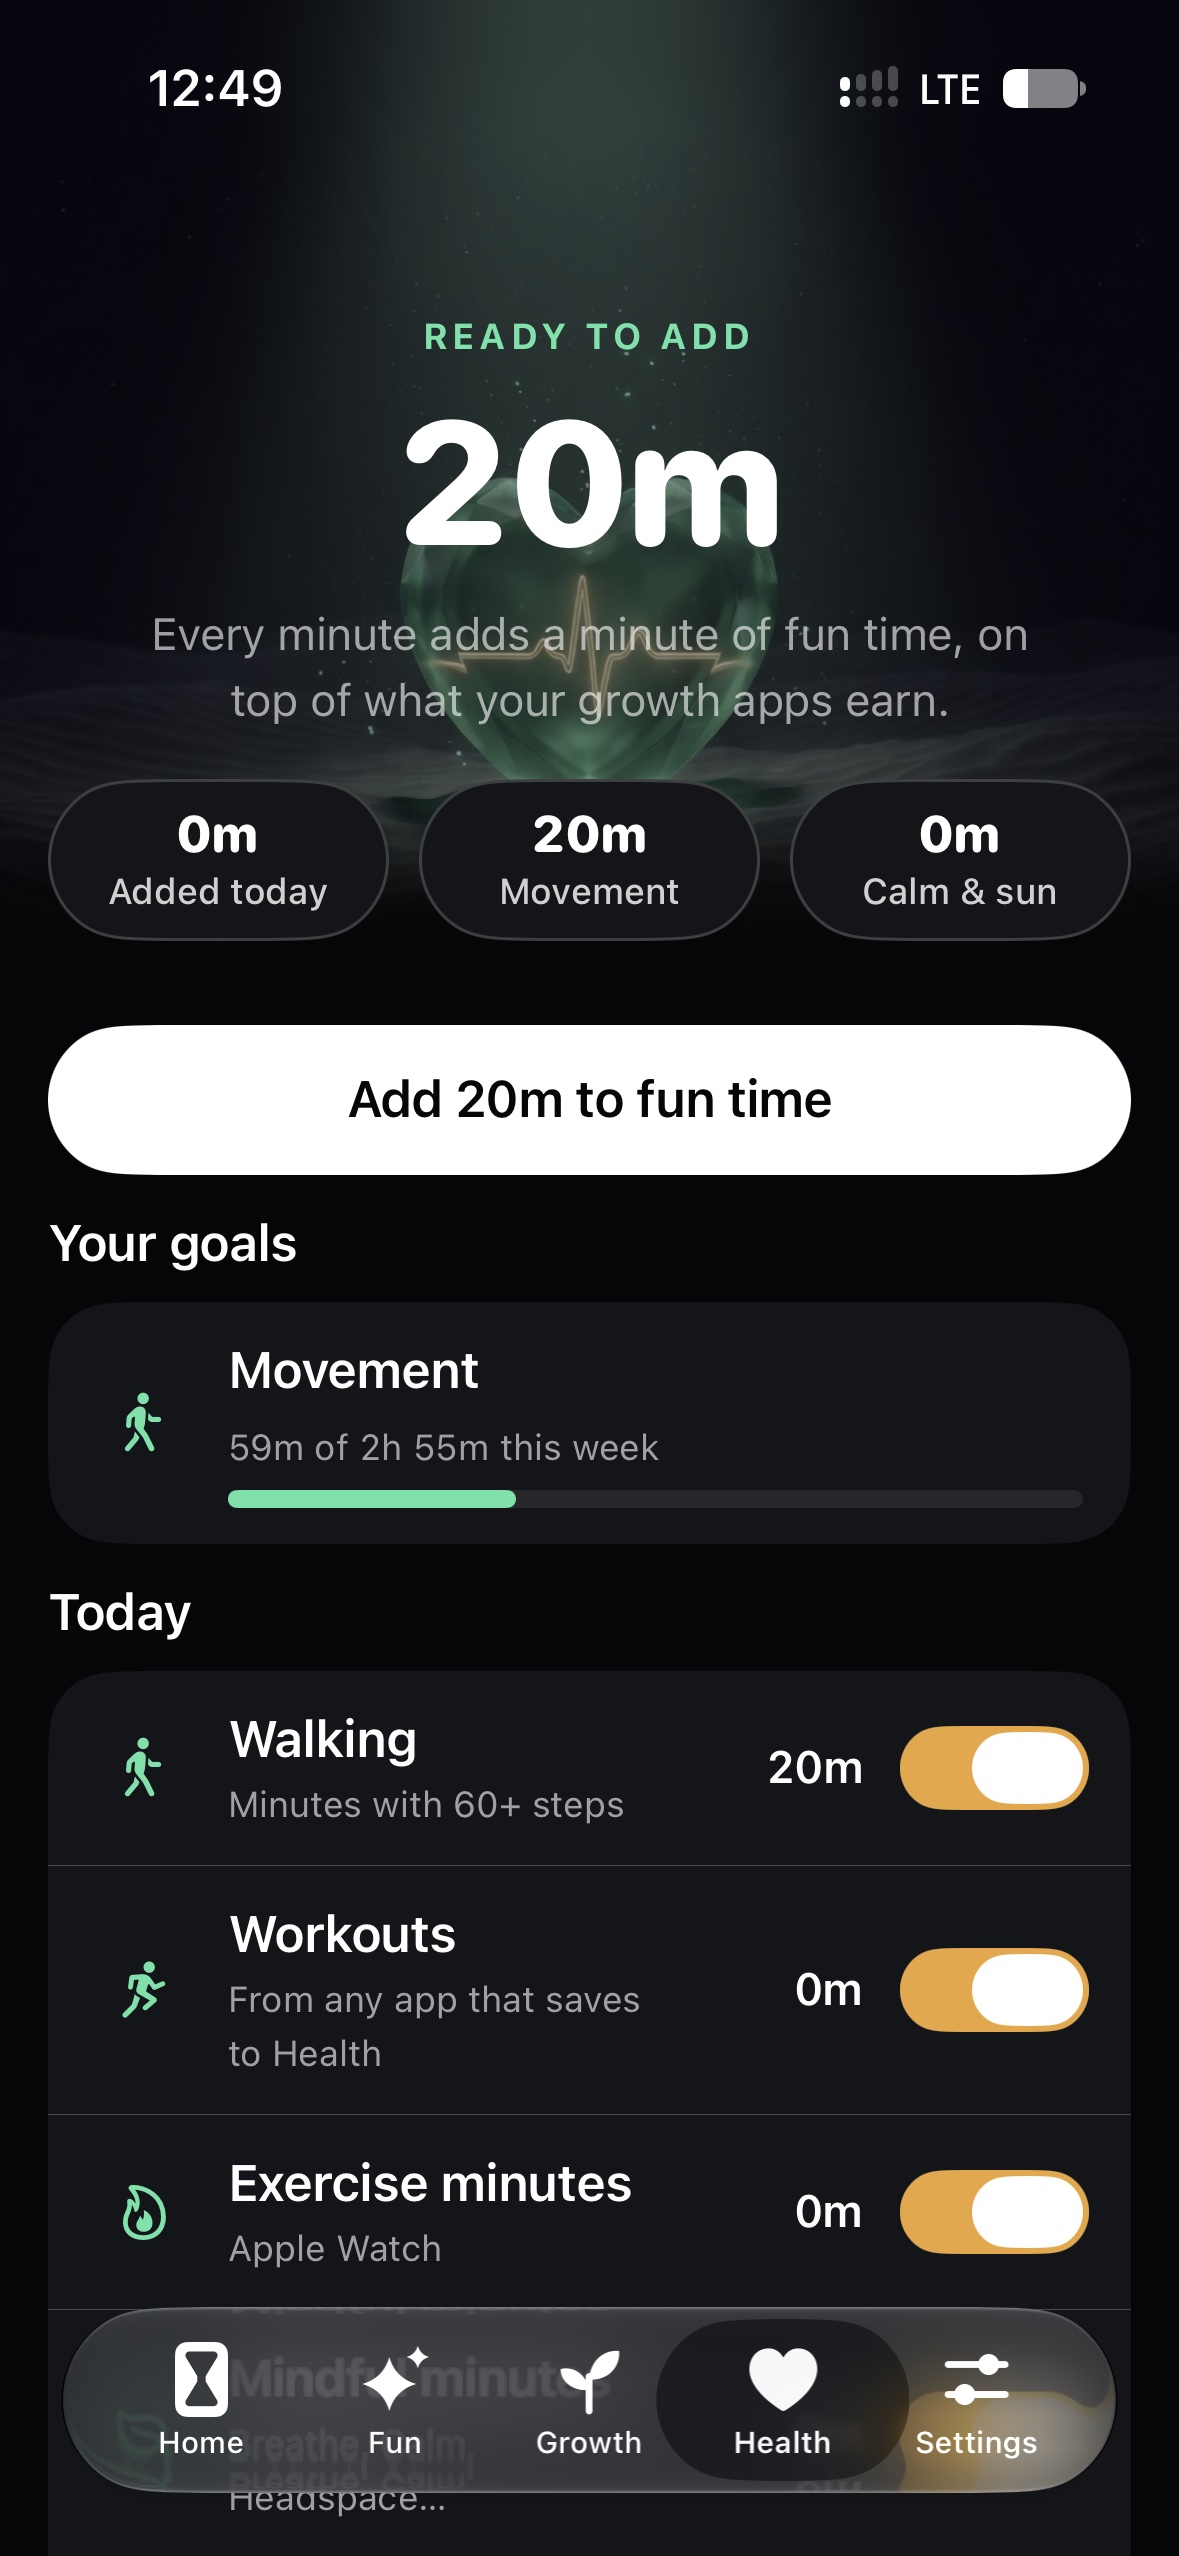 12:49
LTE
READY TO ADD
20m
Every minute adds a minute of fun time, on
top of what your growth apps earn.
0m
Added today
20m
Movement
0m
Calm & sun
Add 20m to fun time
Your goals
Movement
59m of 2h 55m this week
Today
Walking
Minutes with 60+ steps
20m
Workouts
From any app that saves
to Health
0m
Exercise minutes
Apple Watch
0m
Mindful minutes
Headspace...
Home
Fun
Growth
Health
Settings